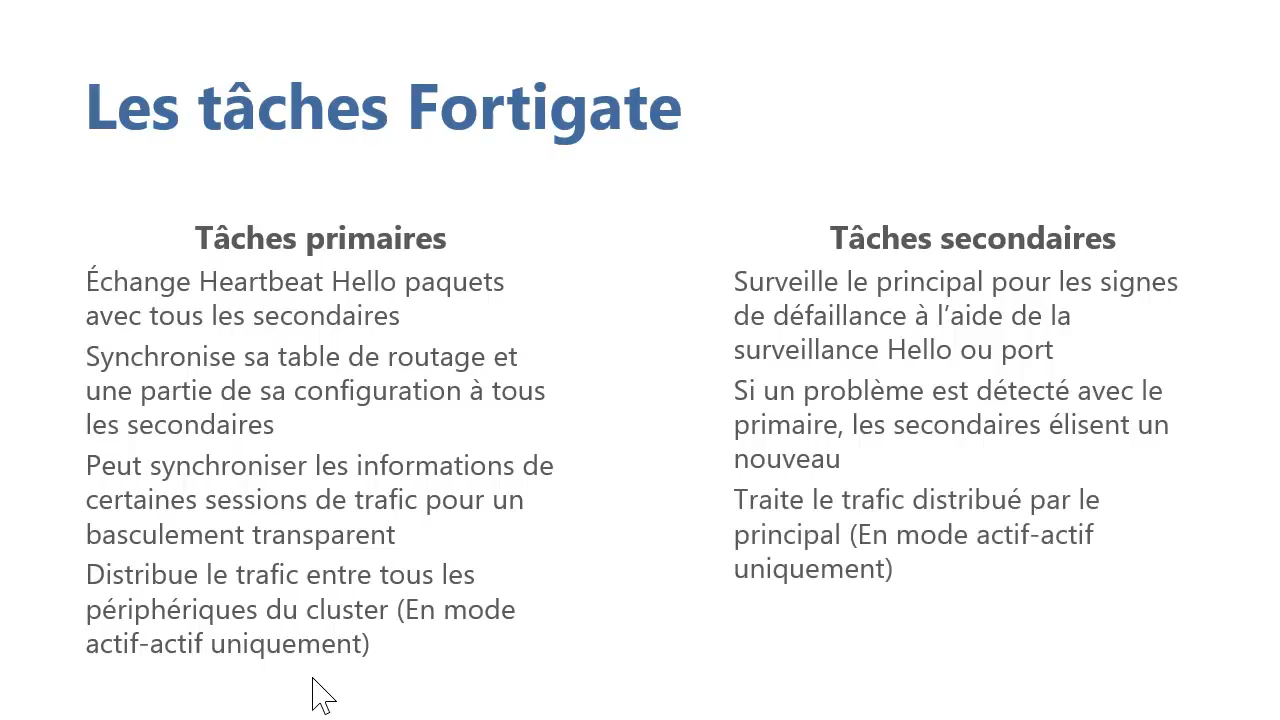 Les tâches Fortigate
Tâches primaires
Échange Heartbeat Hello paquets
avec tous les secondaires
Synchronise sa table de routage et
une partie de sa configuration à tous
les secondaires
Peut synchroniser les informations de
certaines sessions de trafic pour un
basculement transparent
Distribue le trafic entre tous les
périphériques du cluster (En mode
actif-actif uniquement)
Tâches secondaires
Surveille le principal pour les signes
de défaillance à l’aide de la
surveillance Hello ou port
Si un problème est détecté avec le
primaire, les secondaires élisent un
nouveau
Traite le trafic distribué par le
principal (En mode actif-actif
uniquement)